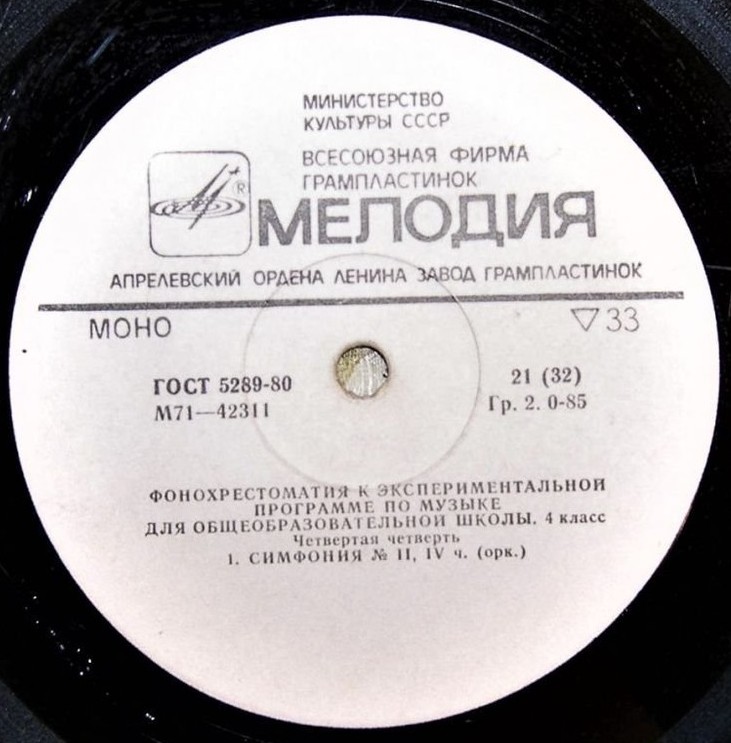 МИНИСТЕРСТВО
КУЛЬТУРЫ СССР
ВСЕСОЮЗНАЯ ФИРМА
ГРАМПЛАСТИНОК
®
МЕЛОДИЯ
АПРЕЛЕВСКИЙ ОРДЕНА ЛЕНИНА ЗАВОД ГРАМПЛАСТИНОК
МОНО ▽33
ГОСТ 5289-80 21 (32)
М71—42311 Гр. 2. 0-85
ФОНОХРЕСТОМАТИЯ К ЭКСПЕРИМЕНТАЛЬНОЙ
ПРОГРАММЕ ПО МУЗЫКЕ
ДЛЯ ОБЩЕОБРАЗОВАТЕЛЬНОЙ ШКОЛЫ. 4 класс
Четвертая четверть
1. СИМФОНИЯ № II, IV ч. (орк.)